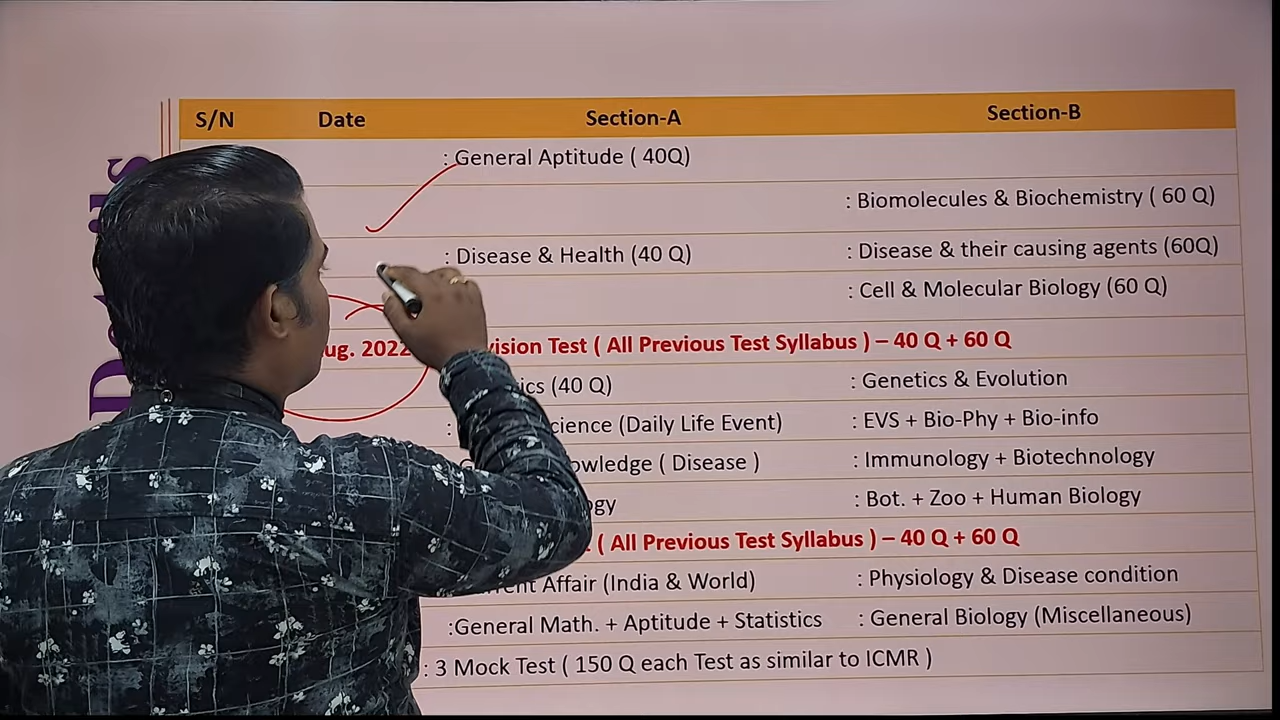 S/N Date Section-A Section-B
: General Aptitude ( 40Q)
: Biomolecules & Biochemistry ( 60 Q)
: Disease & Health (40 Q) : Disease & their causing agents (60Q)
: Cell & Molecular Biology (60 Q)
ug. 2022 vision Test ( All Previous Test Syllabus ) – 40 Q + 60 Q
ics (40 Q) : Genetics & Evolution
: cience (Daily Life Event) : EVS + Bio-Phy + Bio-info
owledge ( Disease ) : Immunology + Biotechnology
ogy : Bot. + Zoo + Human Biology
( All Previous Test Syllabus ) – 40 Q + 60 Q
rent Affair (India & World) : Physiology & Disease condition
:General Math. + Aptitude + Statistics : General Biology (Miscellaneous)
: 3 Mock Test ( 150 Q each Test as similar to ICMR )